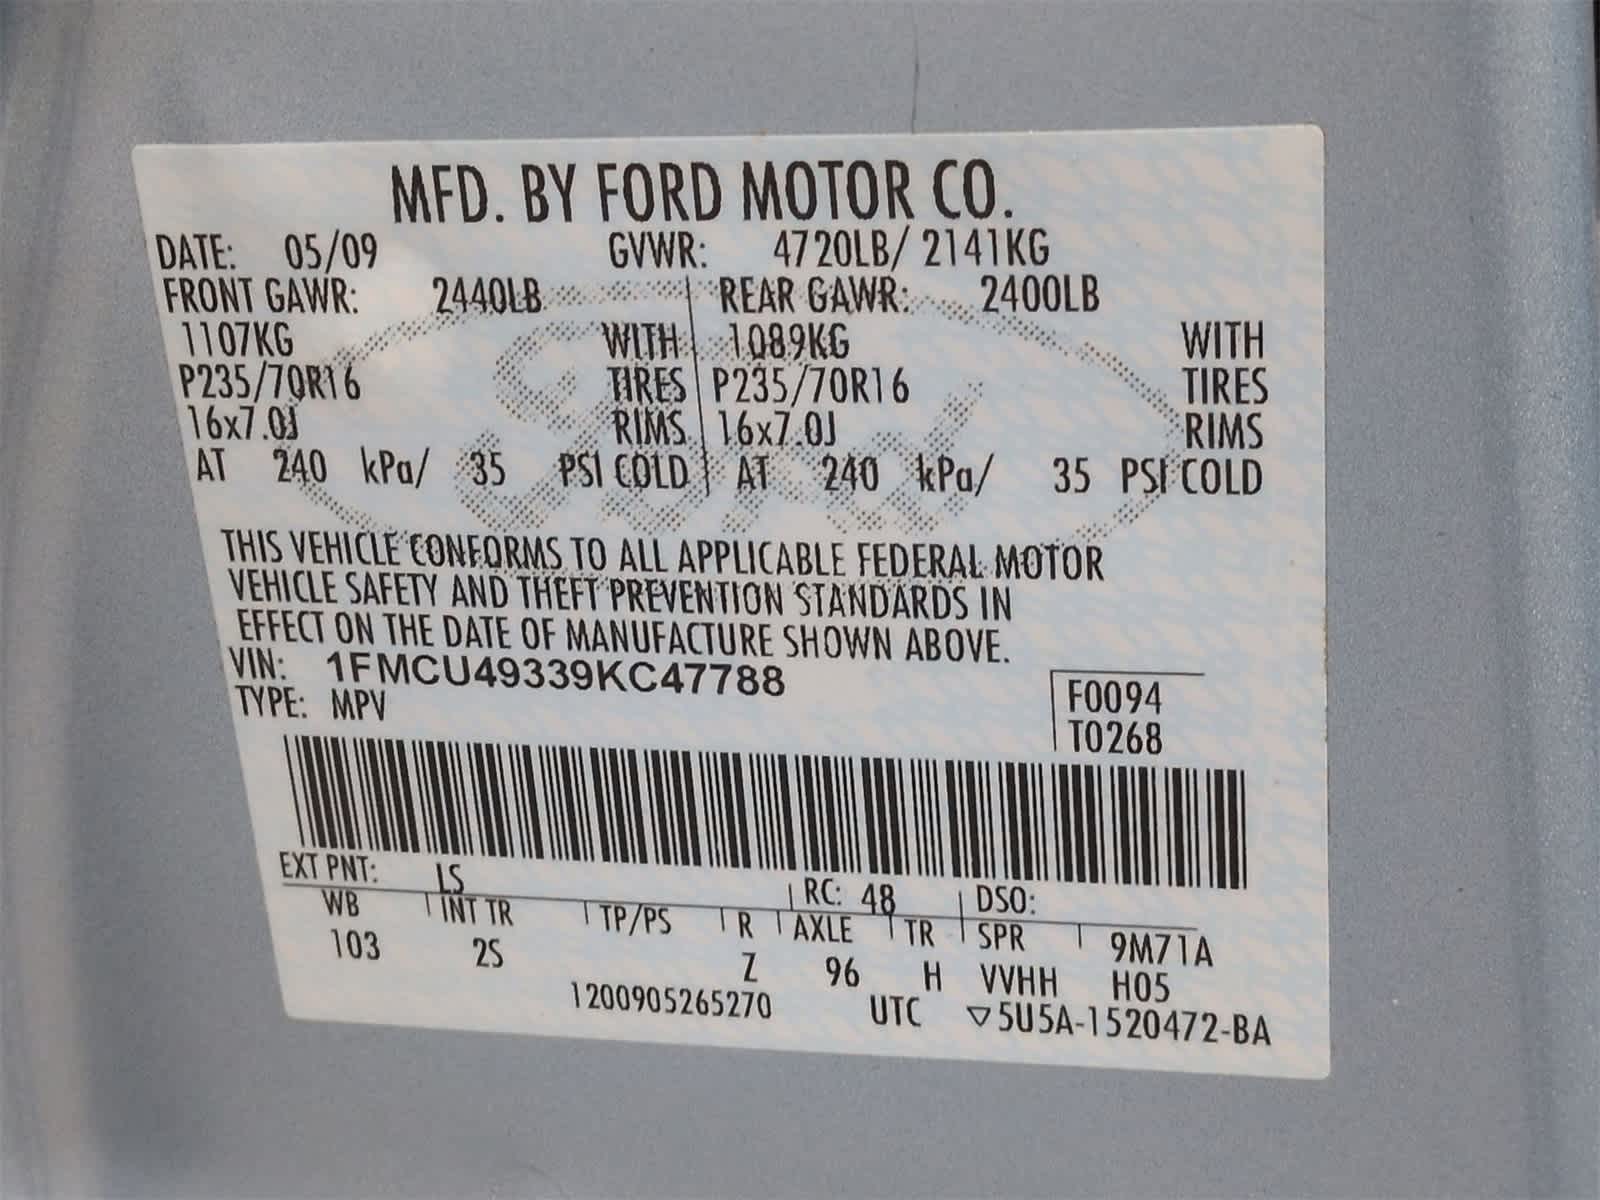 MFD. BY FORD MOTOR CO.
DATE: 05/09 GVWR: 4720LB/ 2141KG
FRONT GAWR: 2440LB REAR GAWR: 2400LB
1107KG WITH 1089KG WITH
P235/70R16 TIRES P235/70R16 TIRES
16x7.0J RIMS 16x7.0J RIMS
AT 240 kPa/ 35 PSI COLD AT 240 kPa/ 35 PSI COLD
Ford
THIS VEHICLE CONFORMS TO ALL APPLICABLE FEDERAL MOTOR
VEHICLE SAFETY AND THEFT PREVENTION STANDARDS IN
EFFECT ON THE DATE OF MANUFACTURE SHOWN ABOVE.
VIN: 1FMCU49339KC47788
TYPE: MPV
F0094
T0268
EXT PNT: LS RC: 48 DSO:
WB INT TR TP/PS R AXLE TR SPR 9M71A
103 2S Z 96 H VVHH H05
1200905265270 UTC ▽5U5A-1520472-BA